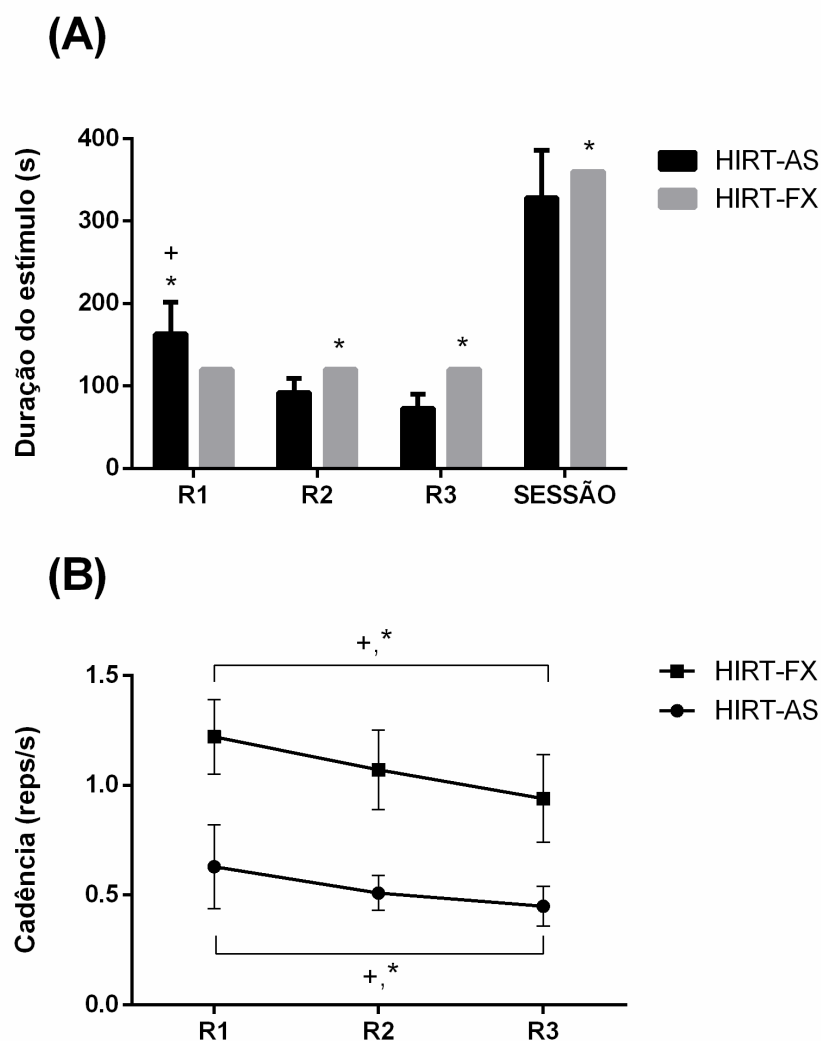 (A)
Duração do estímulo (s)
400
300
200
100
0
+
*
*
*
*
HIRT-AS
HIRT-FX
R1 R2 R3 SESSÃO
(B)
Cadência (reps/s)
1.5
1.0
0.5
0.0
+,*
+,*
HIRT-FX
HIRT-AS
R1 R2 R3